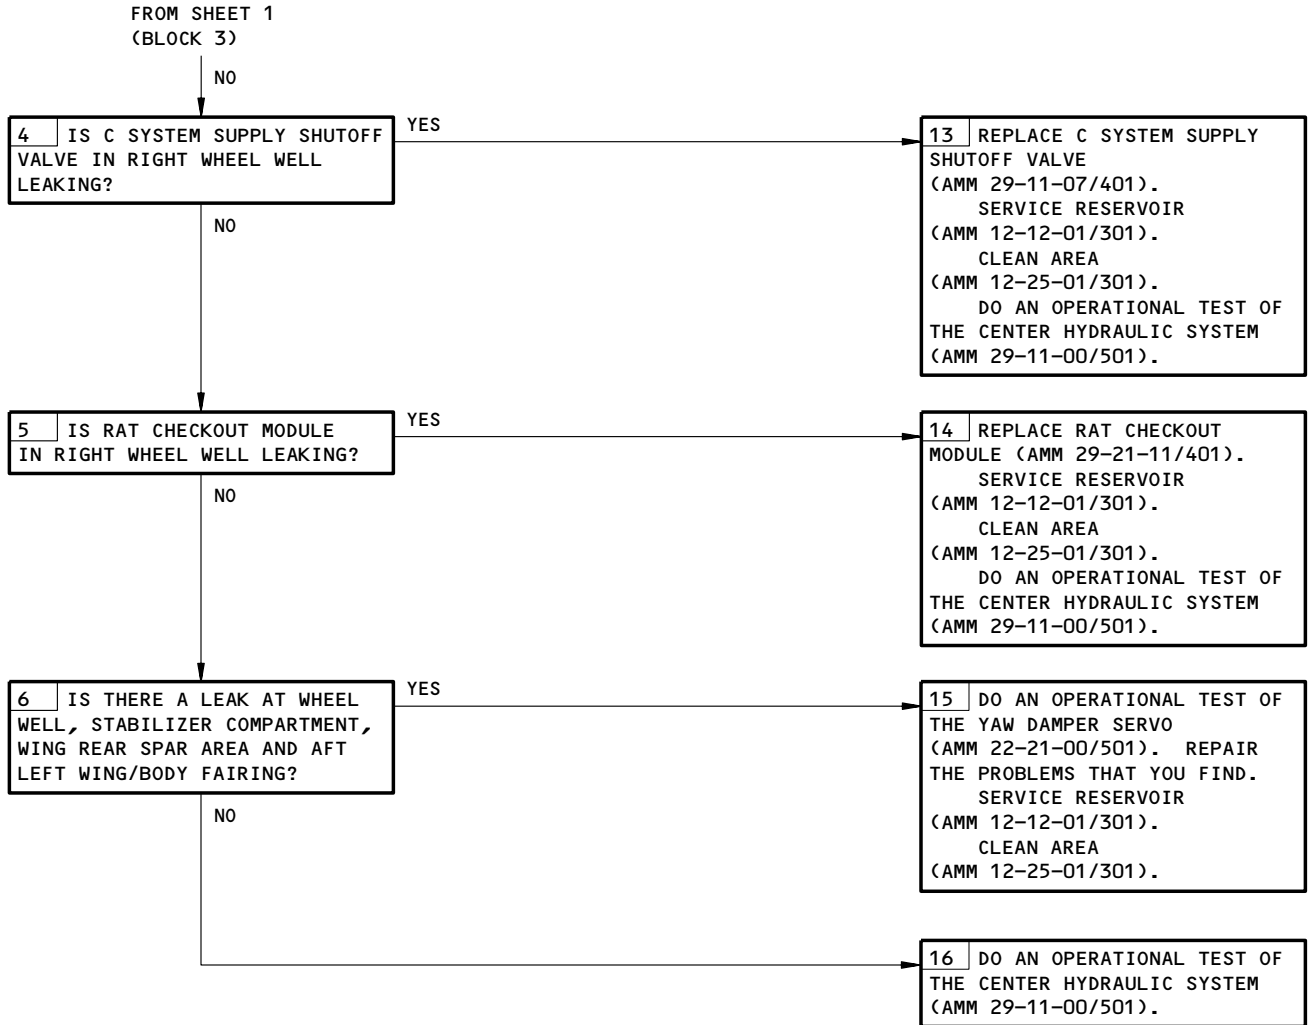 FROM SHEET 1
(BLOCK 3)
NO
4 IS C SYSTEM SUPPLY SHUTOFF
VALVE IN RIGHT WHEEL WELL
LEAKING?
YES
NO
13 REPLACE C SYSTEM SUPPLY
SHUTOFF VALVE
(AMM 29-11-07/401).
SERVICE RESERVOIR
(AMM 12-12-01/301).
CLEAN AREA
(AMM 12-25-01/301).
DO AN OPERATIONAL TEST OF
THE CENTER HYDRAULIC SYSTEM
(AMM 29-11-00/501).
5 IS RAT CHECKOUT MODULE
IN RIGHT WHEEL WELL LEAKING?
YES
NO
14 REPLACE RAT CHECKOUT
MODULE (AMM 29-21-11/401).
SERVICE RESERVOIR
(AMM 12-12-01/301).
CLEAN AREA
(AMM 12-25-01/301).
DO AN OPERATIONAL TEST OF
THE CENTER HYDRAULIC SYSTEM
(AMM 29-11-00/501).
6 IS THERE A LEAK AT WHEEL
WELL, STABILIZER COMPARTMENT,
WING REAR SPAR AREA AND AFT
LEFT WING/BODY FAIRING?
YES
NO
15 DO AN OPERATIONAL TEST OF
THE YAW DAMPER SERVO
(AMM 22-21-00/501). REPAIR
THE PROBLEMS THAT YOU FIND.
SERVICE RESERVOIR
(AMM 12-12-01/301).
CLEAN AREA
(AMM 12-25-01/301).
16 DO AN OPERATIONAL TEST OF
THE CENTER HYDRAULIC SYSTEM
(AMM 29-11-00/501).